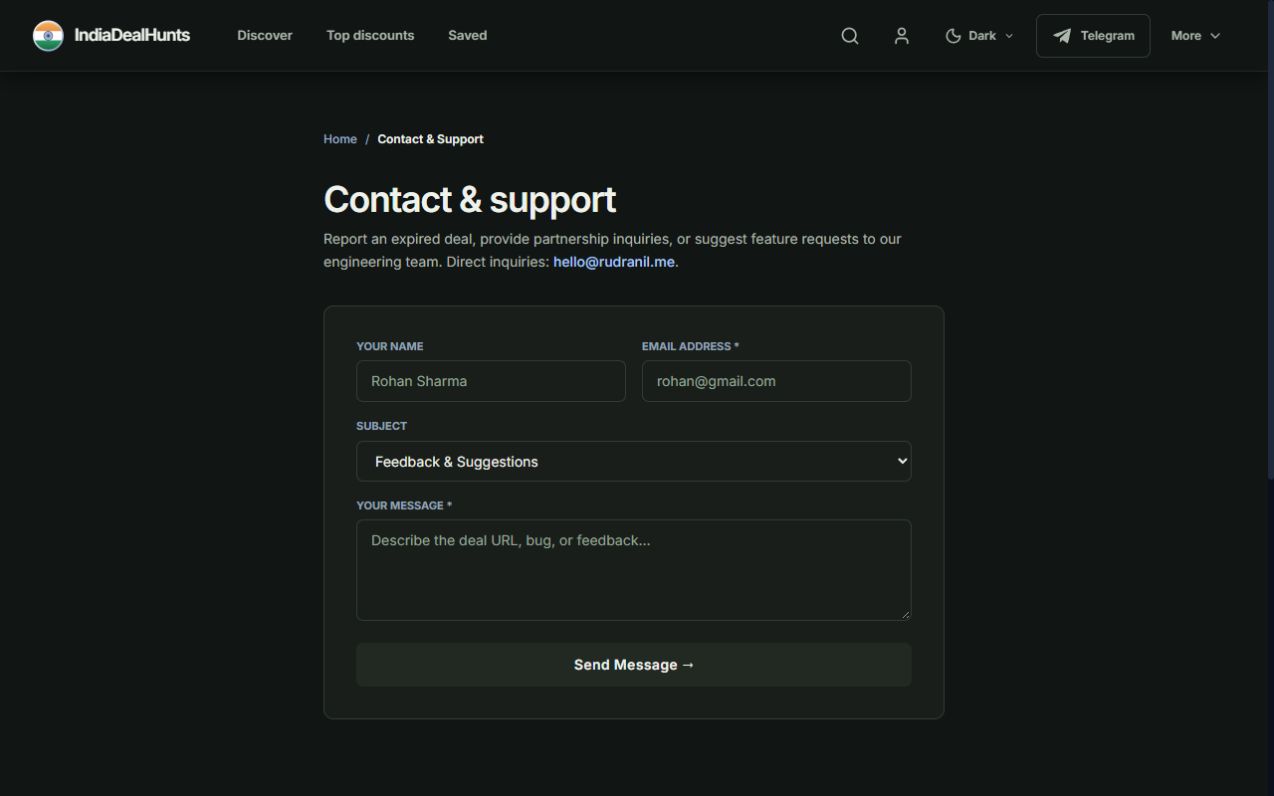 IndiaDealHunts
Discover
Top discounts
Saved
Dark
Telegram
More
Home / Contact & Support
Contact & support
Report an expired deal, provide partnership inquiries, or suggest feature requests to our
engineering team. Direct inquiries: hello@rudranil.me.
YOUR NAME
Rohan Sharma
EMAIL ADDRESS *
rohan@gmail.com
SUBJECT
Feedback & Suggestions
YOUR MESSAGE *
Describe the deal URL, bug, or feedback...
Send Message →